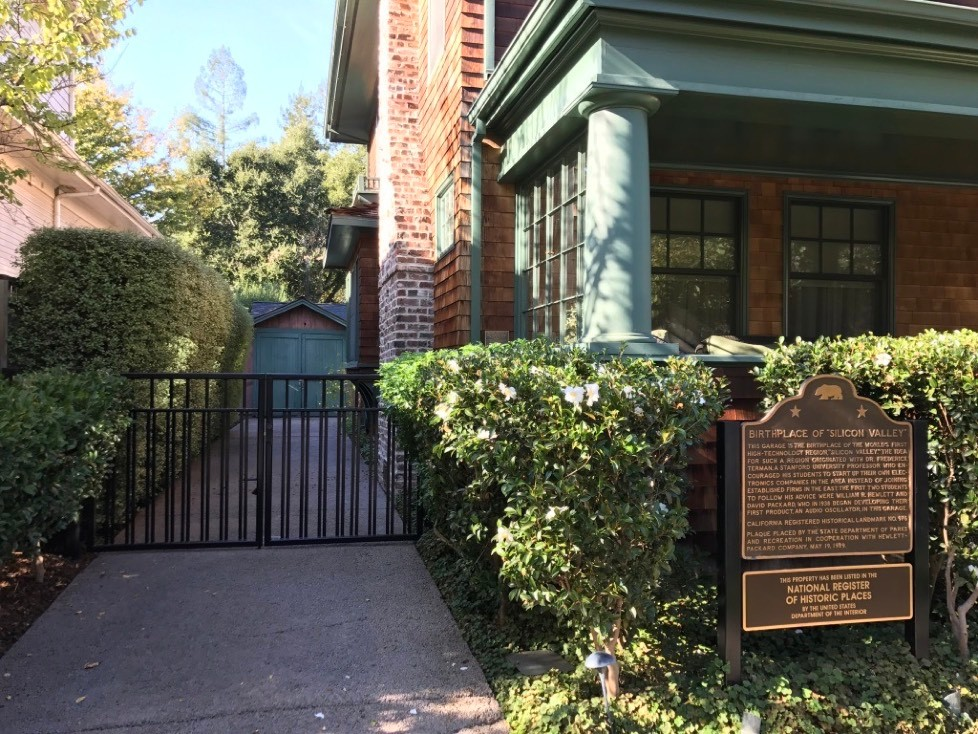 BIRTHPLACE OF "SILICON VALLEY"
THIS GARAGE IS THE BIRTHPLACE OF THE WORLD'S FIRST
HIGH-TECHNOLOGY REGION, "SILICON VALLEY." THE IDEA
FOR SUCH A REGION ORIGINATED WITH DR. FREDERICK
TERMAN, A STANFORD UNIVERSITY PROFESSOR WHO EN-
COURAGED HIS STUDENTS TO START UP THEIR OWN ELEC-
TRONICS COMPANIES IN THE AREA INSTEAD OF JOINING
ESTABLISHED FIRMS IN THE EAST. THE FIRST TWO STUDENTS
TO FOLLOW HIS ADVICE WERE WILLIAM R. HEWLETT AND
DAVID PACKARD, WHO IN 1938 BEGAN DEVELOPING THEIR
FIRST PRODUCT, AN AUDIO OSCILLATOR, IN THIS GARAGE.
CALIFORNIA REGISTERED HISTORICAL LANDMARK NO. 976
PLAQUE PLACED BY THE STATE DEPARTMENT OF PARKS
AND RECREATION IN COOPERATION WITH HEWLETT-
PACKARD COMPANY, MAY 19, 1989.
THIS PROPERTY HAS BEEN LISTED IN THE
NATIONAL REGISTER
OF HISTORIC PLACES
BY THE UNITED STATES
DEPARTMENT OF THE INTERIOR